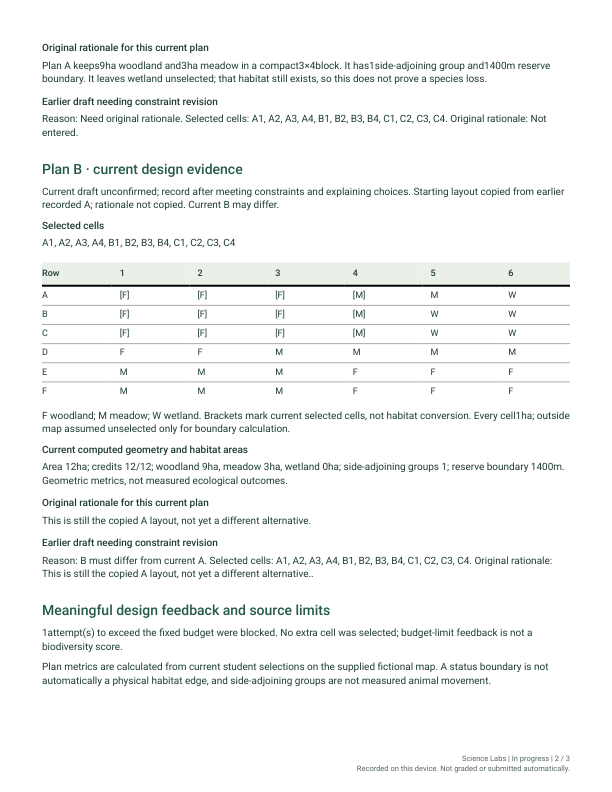 Original rationale for this current plan
Plan A keeps9ha woodland and3ha meadow in a compact3×4block. It has1side-adjoining group and1400m reserve
boundary. It leaves wetland unselected; that habitat still exists, so this does not prove a species loss.
Earlier draft needing constraint revision
Reason: Need original rationale. Selected cells: A1, A2, A3, A4, B1, B2, B3, B4, C1, C2, C3, C4. Original rationale: Not
entered.
Plan B · current design evidence
Current draft unconfirmed; record after meeting constraints and explaining choices. Starting layout copied from earlier
recorded A; rationale not copied. Current B may differ.
Selected cells
A1, A2, A3, A4, B1, B2, B3, B4, C1, C2, C3, C4
Row 1 2 3 4 5 6
A [F] [F] [F] [M] M W
B [F] [F] [F] [M] W W
C [F] [F] [F] [M] W W
D F F M M M M
E M M M F F F
F M M M F F F
F woodland; M meadow; W wetland. Brackets mark current selected cells, not habitat conversion. Every cell1ha; outside
map assumed unselected only for boundary calculation.
Current computed geometry and habitat areas
Area 12ha; credits 12/12; woodland 9ha, meadow 3ha, wetland 0ha; side-adjoining groups 1; reserve boundary 1400m.
Geometric metrics, not measured ecological outcomes.
Original rationale for this current plan
This is still the copied A layout, not yet a different alternative.
Earlier draft needing constraint revision
Reason: B must differ from current A. Selected cells: A1, A2, A3, A4, B1, B2, B3, B4, C1, C2, C3, C4. Original rationale:
This is still the copied A layout, not yet a different alternative..
Meaningful design feedback and source limits
1attempt(s) to exceed the fixed budget were blocked. No extra cell was selected; budget-limit feedback is not a
biodiversity score.
Plan metrics are calculated from current student selections on the supplied fictional map. A status boundary is not
automatically a physical habitat edge, and side-adjoining groups are not measured animal movement.
Science Labs | In progress | 2 / 3
Recorded on this device. Not graded or submitted automatically.